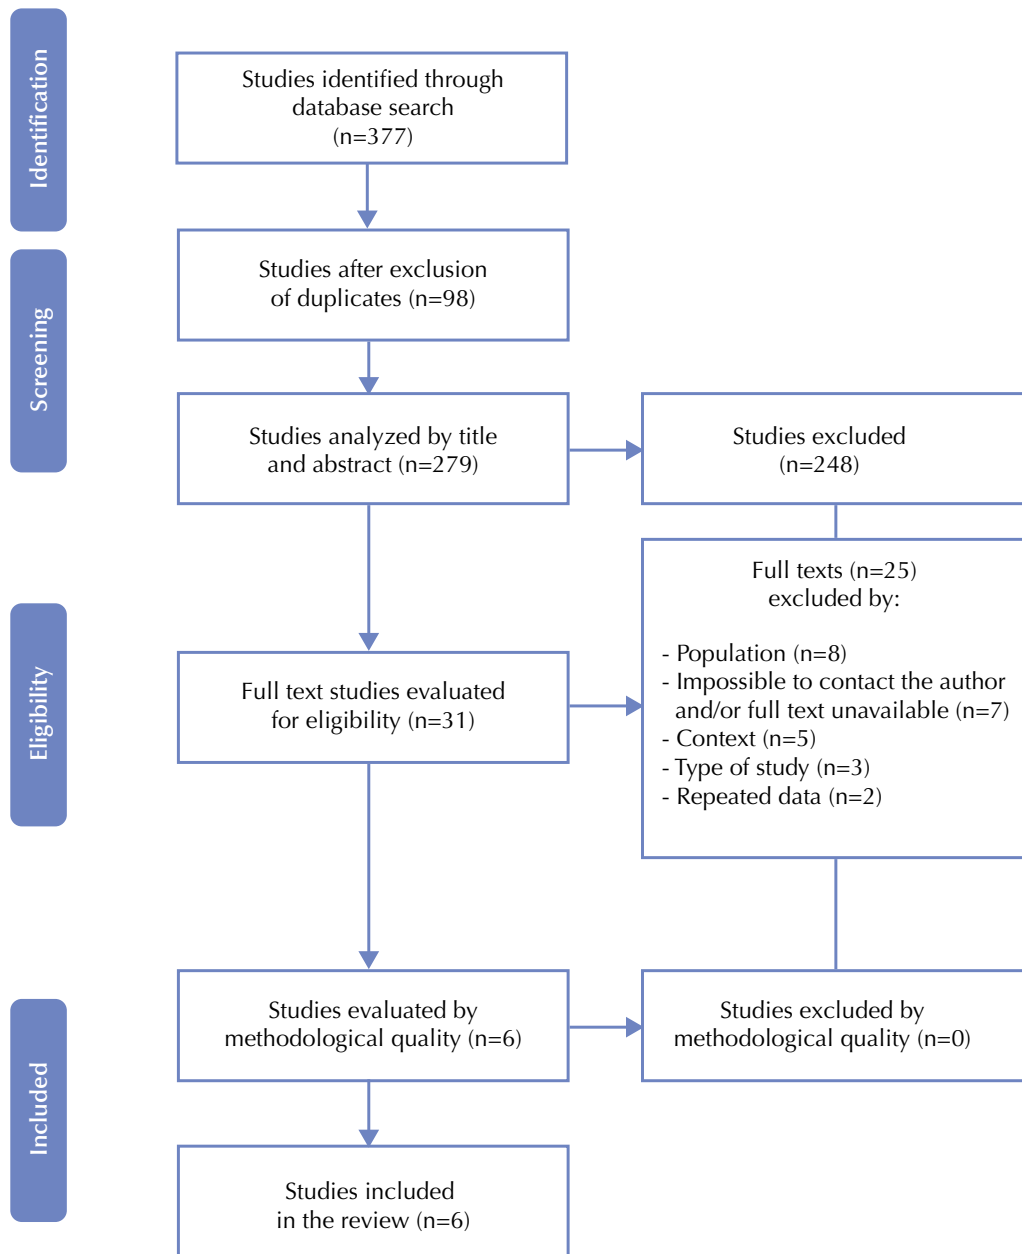 Identification
Studies identified through
database search
(n=377)
Screening
Studies after exclusion
of duplicates (n=98)
Studies analyzed by title
and abstract (n=279)
Studies excluded
(n=248)
Eligibility
Full text studies evaluated
for eligibility (n=31)
Full texts (n=25)
excluded by:
- Population (n=8)
- Impossible to contact the author
and/or full text unavailable (n=7)
- Context (n=5)
- Type of study (n=3)
- Repeated data (n=2)
Included
Studies evaluated by
methodological quality (n=6)
Studies excluded by
methodological quality (n=0)
Studies included
in the review (n=6)